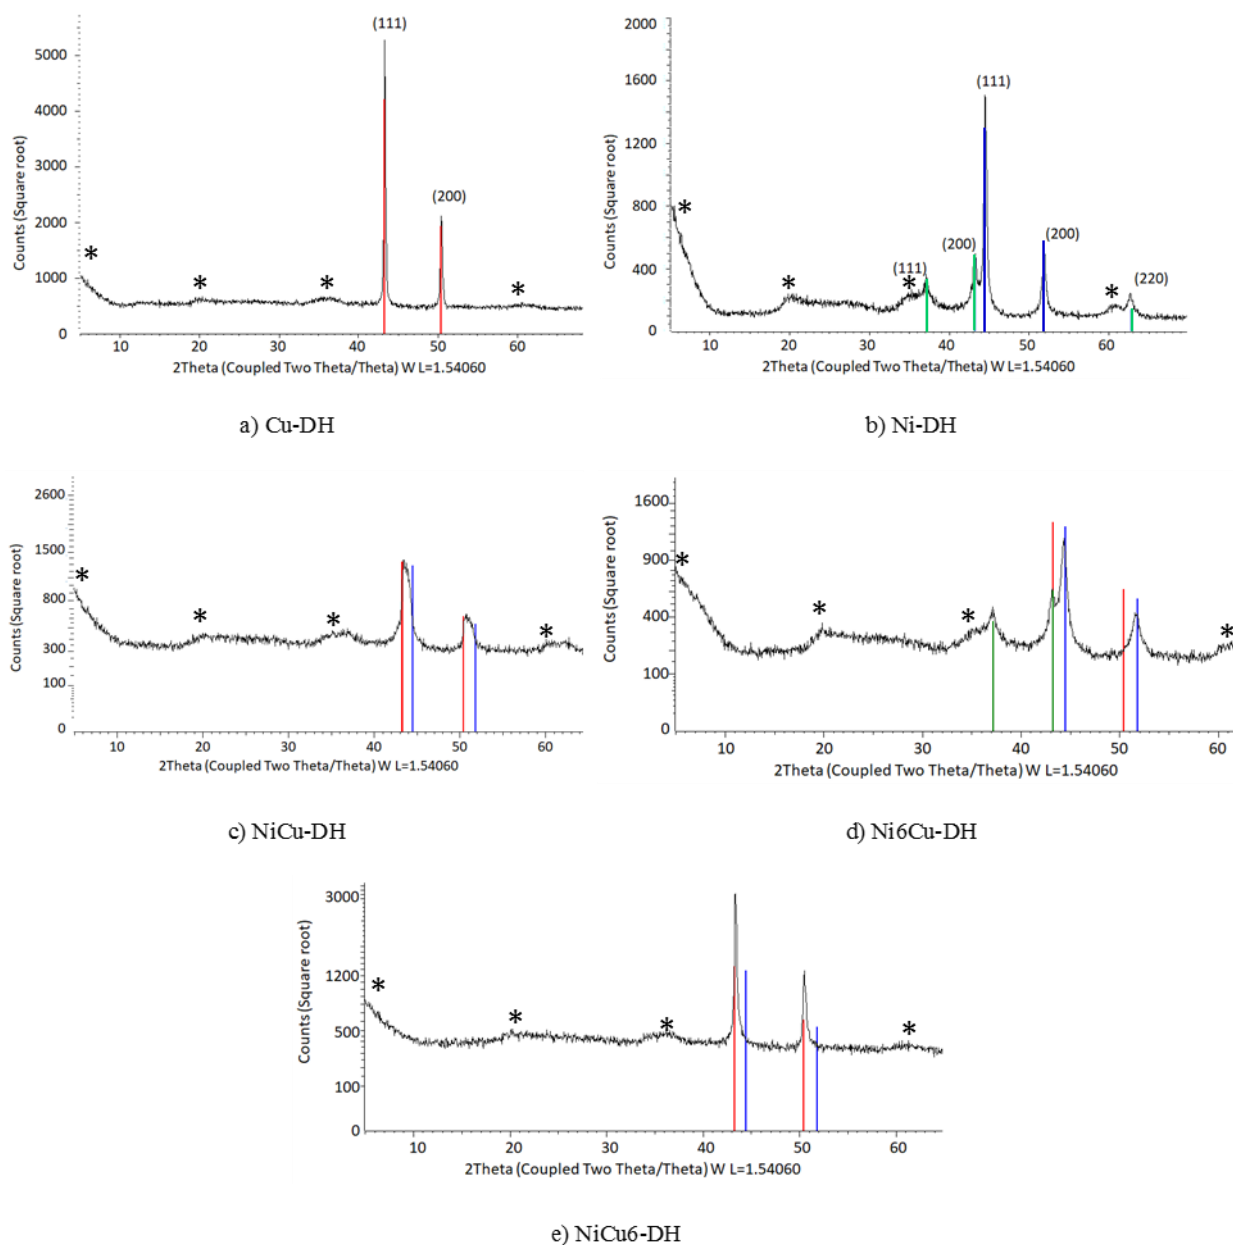 (111)
5000
4000
3000
2000
1000
0
Counts (Square root)
(200)
*
*
*
*
10 20 30 40 50 60
2Theta (Coupled Two Theta/Theta) W L=1.54060
a) Cu-DH
1600
1200
800
400
0
Counts (Square root)
(111)
*
*
*
(111)
(200)
(200)
*
(220)
10 20 30 40 50 60
2Theta (Coupled Two Theta/Theta) W L=1.54060
b) Ni-DH
2600
1500
800
300
100
0
Counts (Square root)
*
*
*
*
10 20 30 40 50 60
2Theta (Coupled Two Theta/Theta) W L=1.54060
c) NiCu-DH
1600
900
400
100
0
Counts (Square root)
*
*
*
*
10 20 30 40 50 60
2Theta (Coupled Two Theta/Theta) W L=1.54060
d) Ni6Cu-DH
3000
1200
500
100
0
Counts (Square root)
*
*
*
*
10 20 30 40 50 60
2Theta (Coupled Two Theta/Theta) W L=1.54060
e) NiCu6-DH